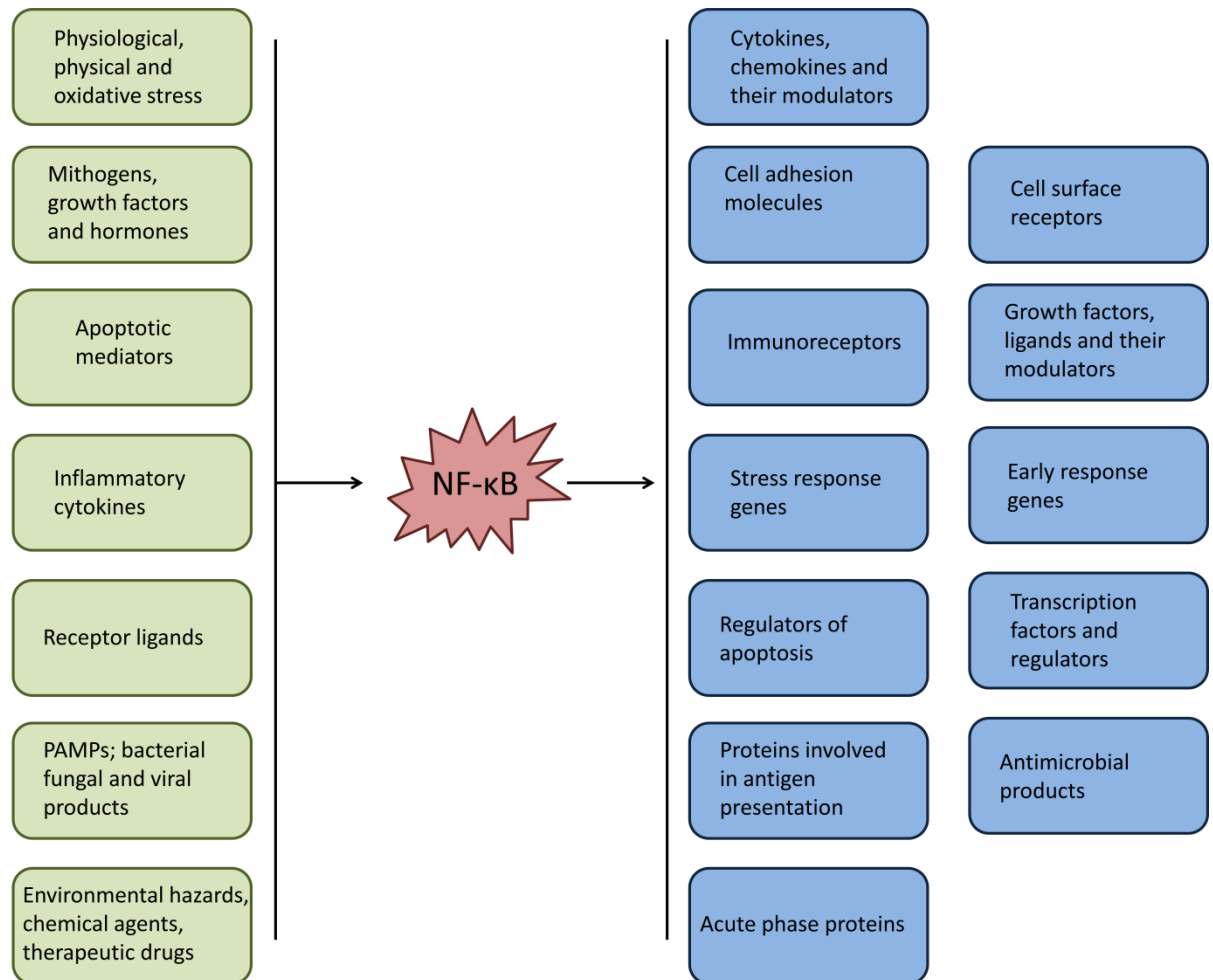 Physiological,
physical and
oxidative stress
Mithogens,
growth factors
and hormones
Apoptotic
mediators
Inflammatory
cytokines
Receptor ligands
PAMPs; bacterial
fungal and viral
products
Environmental hazards,
chemical agents,
therapeutic drugs
NF-κB
Cytokines,
chemokines and
their modulators
Cell adhesion
molecules
Immunoreceptors
Stress response
genes
Regulators of
apoptosis
Proteins involved
in antigen
presentation
Acute phase proteins
Cell surface
receptors
Growth factors,
ligands and their
modulators
Early response
genes
Transcription
factors and
regulators
Antimicrobial
products